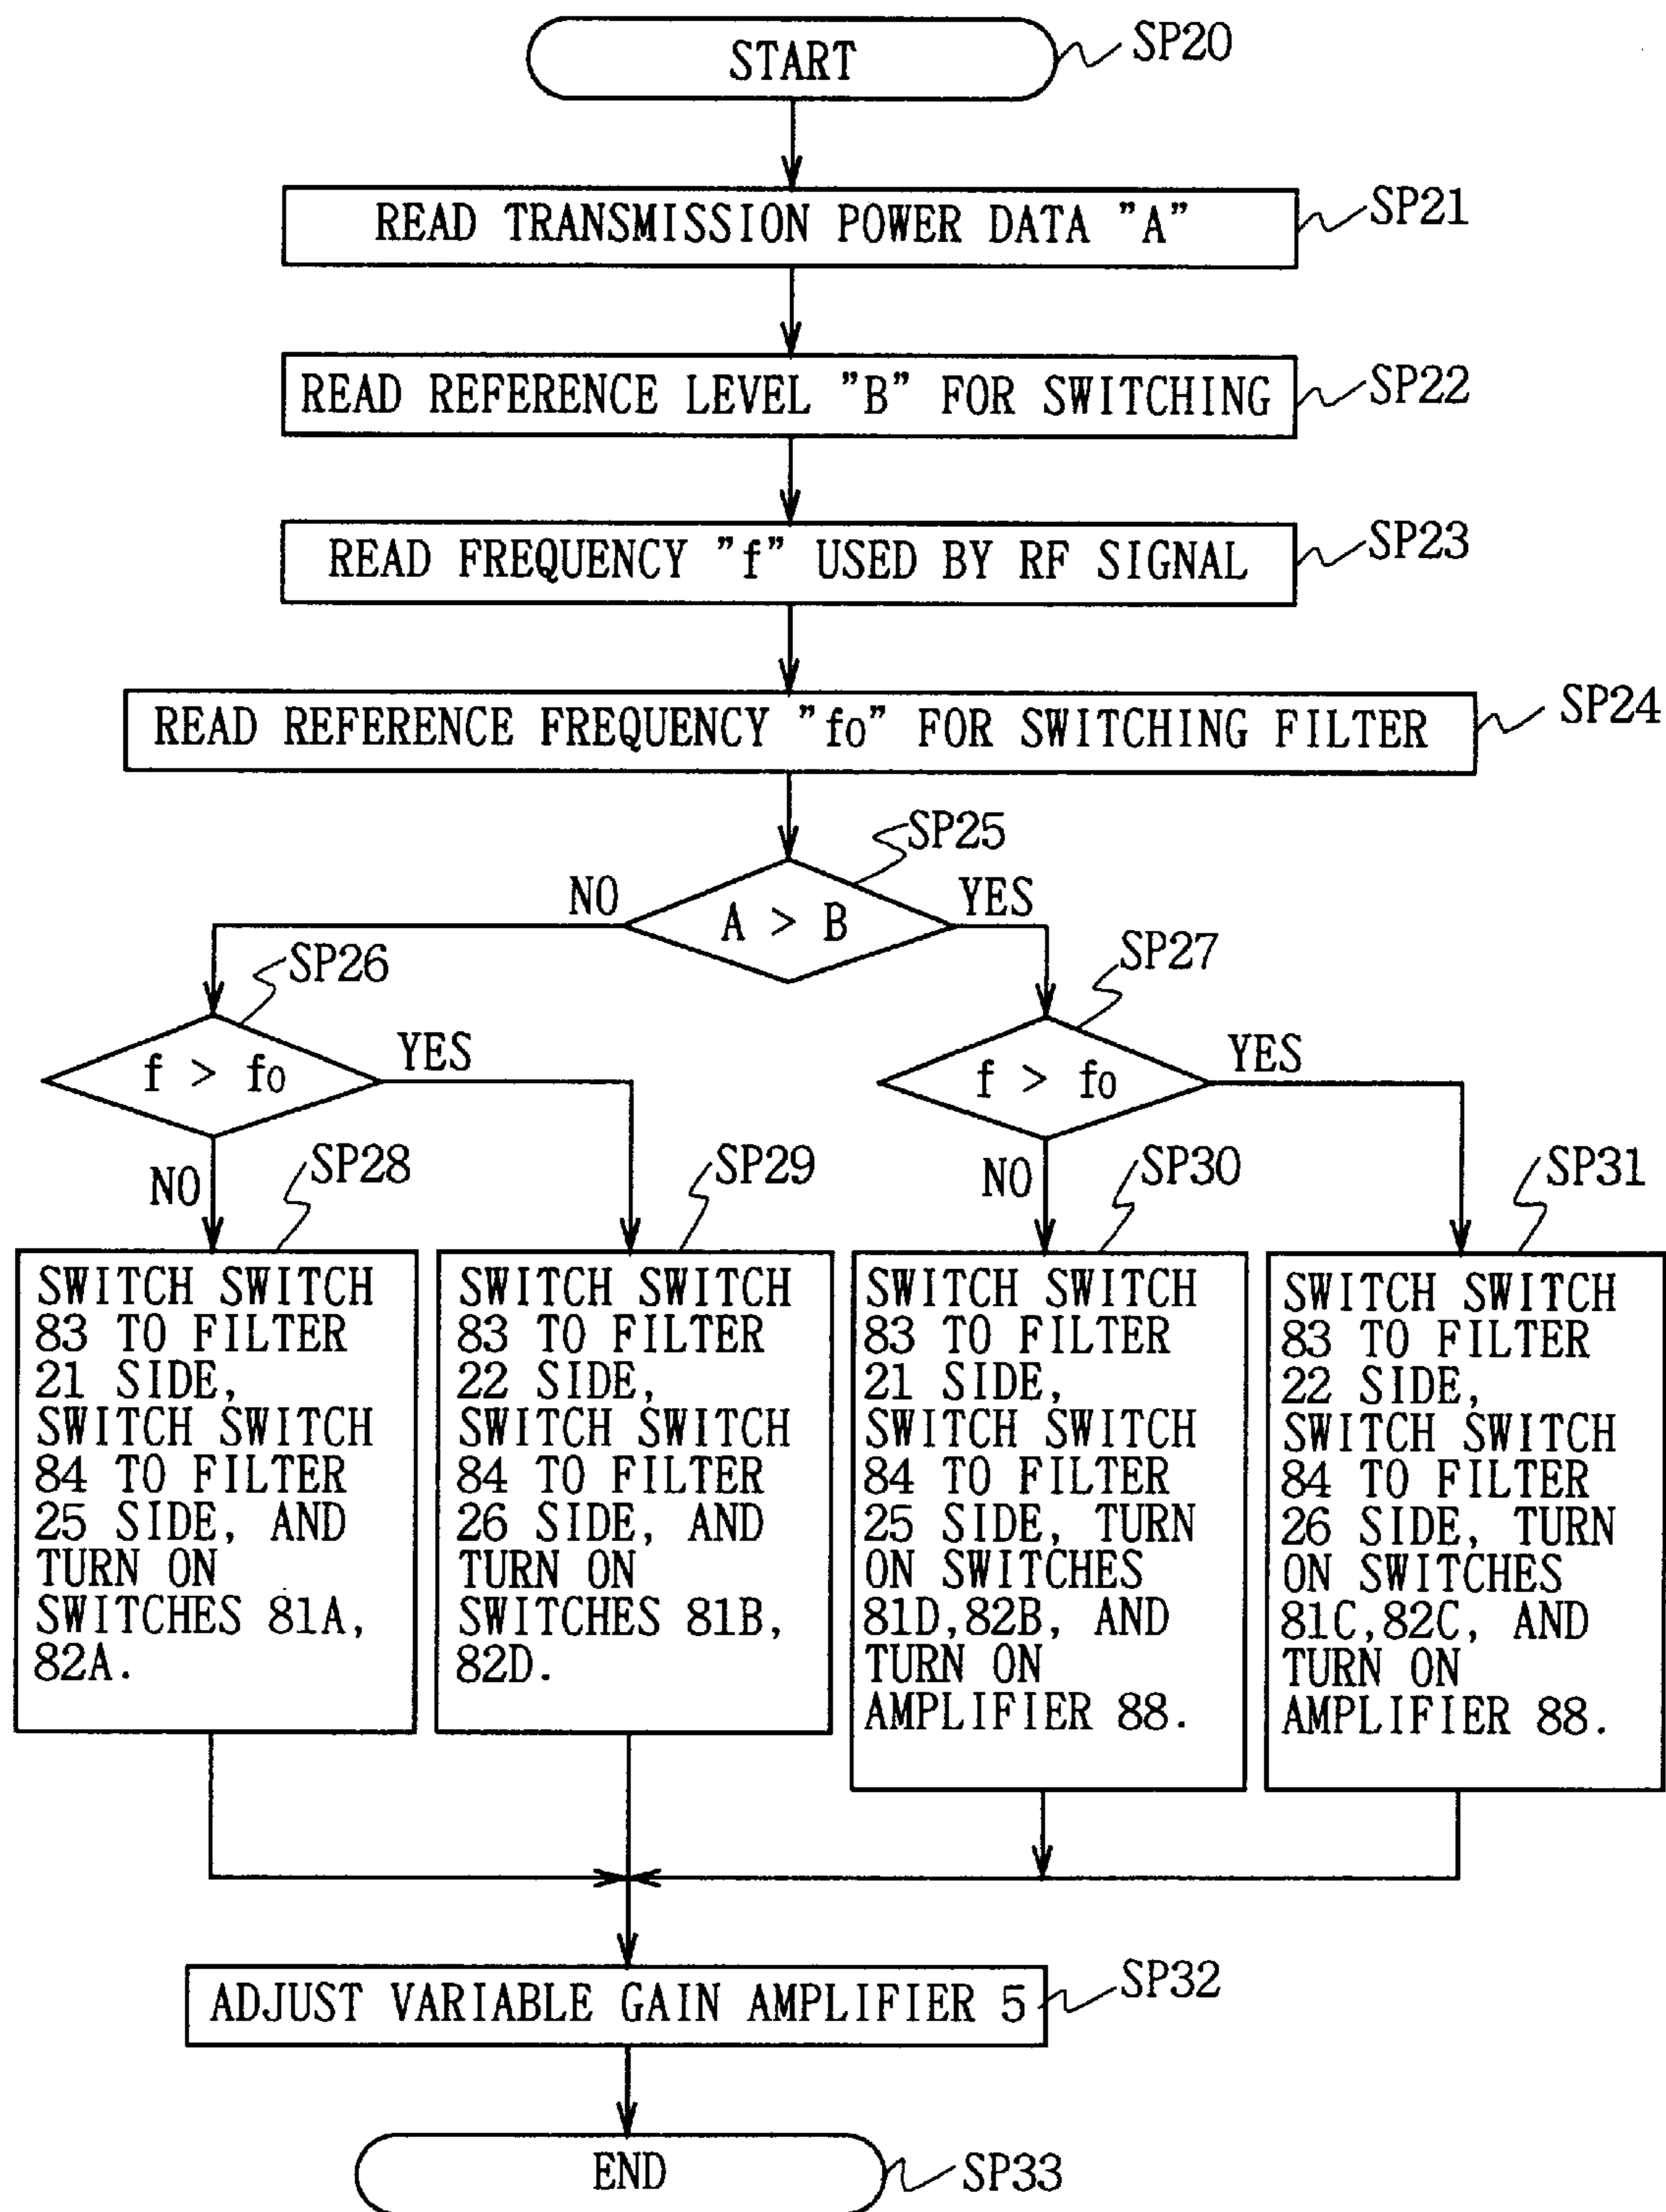 START
SP20
READ TRANSMISSION POWER DATA "A"
SP21
READ REFERENCE LEVEL "B" FOR SWITCHING
SP22
READ FREQUENCY "f" USED BY RF SIGNAL
SP23
READ REFERENCE FREQUENCY "f0" FOR SWITCHING FILTER
SP24
SP25
NO
A > B
YES
SP26
f > f0
YES
NO
SP27
f > f0
YES
NO
SP28
SWITCH SWITCH
83 TO FILTER
21 SIDE,
SWITCH SWITCH
84 TO FILTER
25 SIDE, AND
TURN ON
SWITCHES 81A,
82A.
SP29
SWITCH SWITCH
83 TO FILTER
22 SIDE,
SWITCH SWITCH
84 TO FILTER
26 SIDE, AND
TURN ON
SWITCHES 81B,
82D.
SP30
SWITCH SWITCH
83 TO FILTER
21 SIDE,
SWITCH SWITCH
84 TO FILTER
25 SIDE, TURN
ON SWITCHES
81D,82B, AND
TURN ON
AMPLIFIER 88.
SP31
SWITCH SWITCH
83 TO FILTER
22 SIDE,
SWITCH SWITCH
84 TO FILTER
26 SIDE, TURN
ON SWITCHES
81C,82C, AND
TURN ON
AMPLIFIER 88.
ADJUST VARIABLE GAIN AMPLIFIER 5
SP32
END
SP33